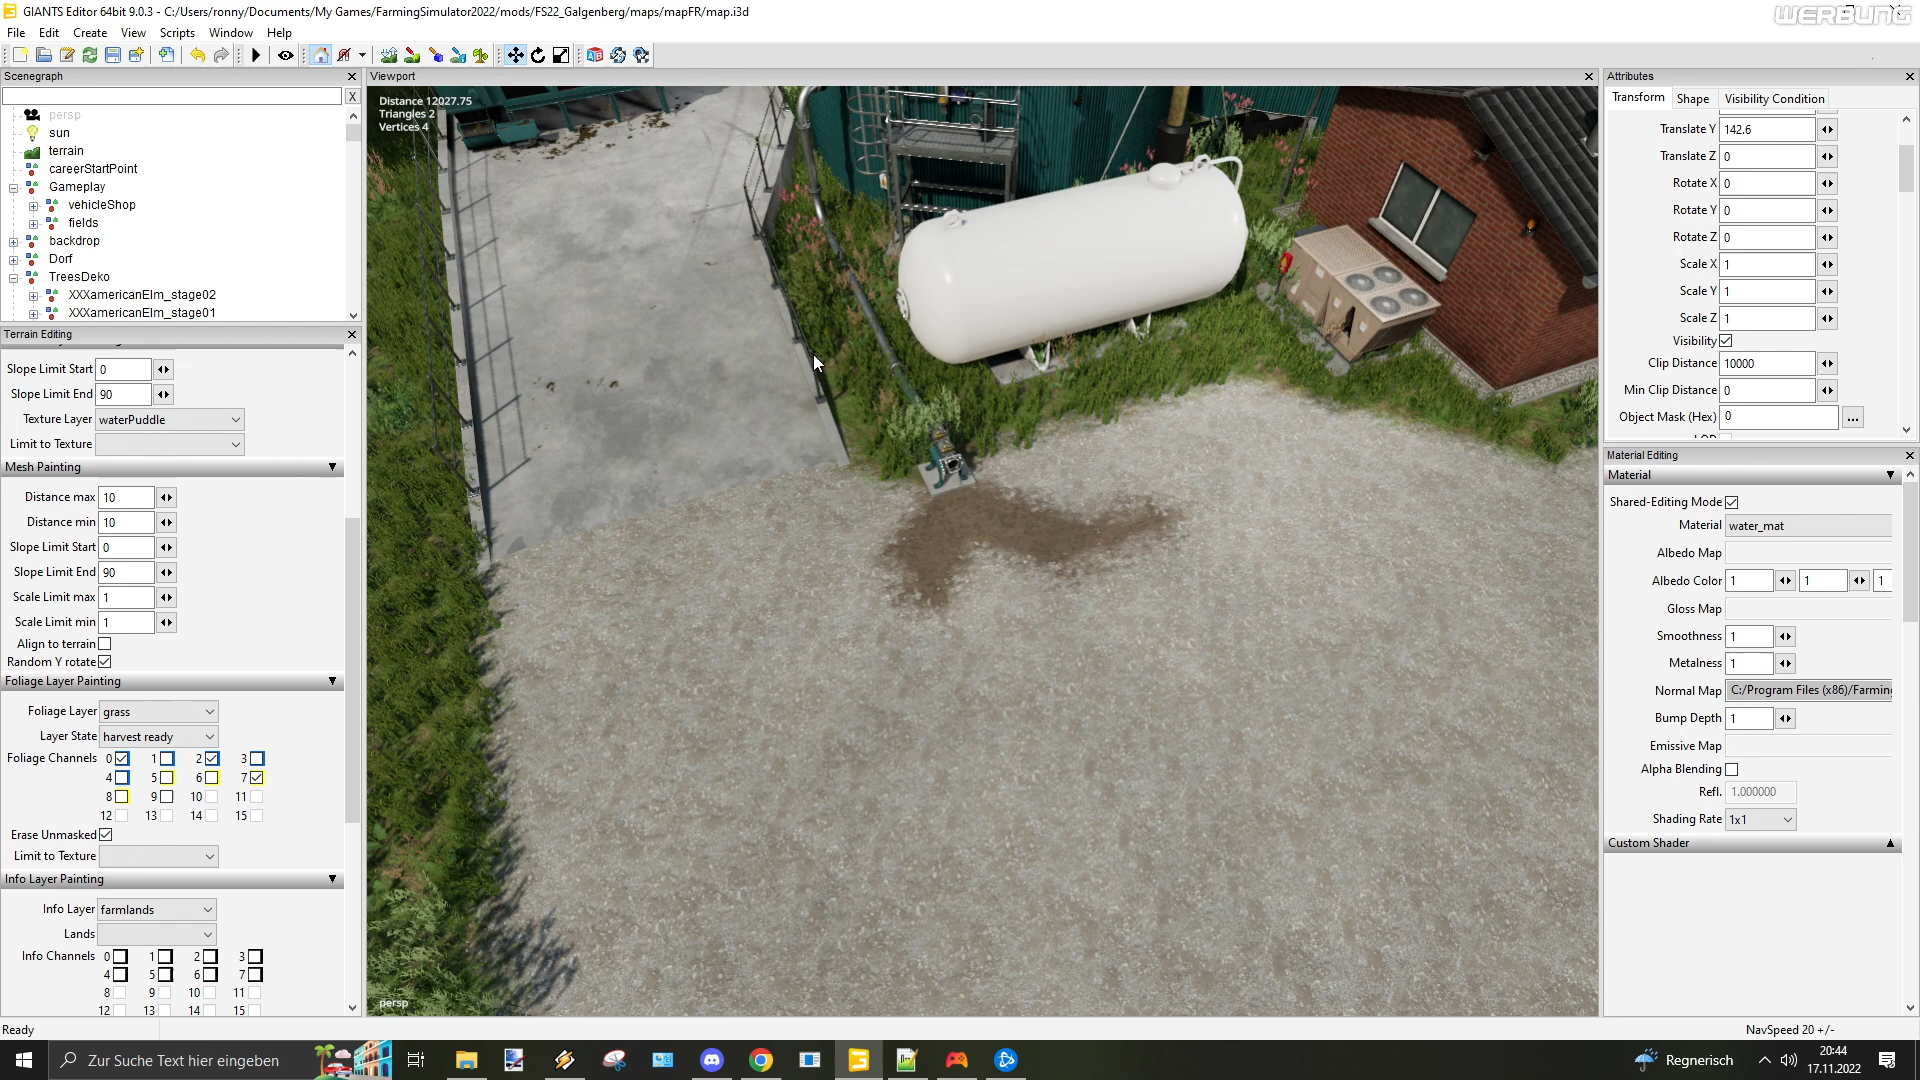 GIANTS Editor 64bit 9.0.3 - C:/Users/ronny/Documents/My Games/FarmingSimulator2022/mods/FS22_Galgenberg/maps/mapFR/map.i3d
WERBUNG
File Edit Create View Scripts Window Help
Scenegraph
X
persp
sun
terrain
careerStartPoint
Gameplay
vehicleShop
fields
backdrop
Dorf
TreesDeko
XXXamericanElm_stage02
XXXamericanElm_stage01
Terrain Editing
Slope Limit Start 0
Slope Limit End 90
Texture Layer waterPuddle
Limit to Texture
Mesh Painting
Distance max 10
Distance min 10
Slope Limit Start 0
Slope Limit End 90
Scale Limit max 1
Scale Limit min 1
Align to terrain
Random Y rotate
Foliage Layer Painting
Foliage Layer grass
Layer State harvest ready
Foliage Channels 0 1 2 3
4 5 6 7
8 9 10 11
12 13 14 15
Erase Unmasked
Limit to Texture
Info Layer Painting
Info Layer farmlands
Lands
Info Channels 0 1 2 3
4 5 6 7
8 9 10 11
12 13 14 15
Viewport
Distance 12027.75
Triangles 2
Vertices 4
persp
Attributes
Transform Shape Visibility Condition
Translate Y 142.6
Translate Z 0
Rotate X 0
Rotate Y 0
Rotate Z 0
Scale X 1
Scale Y 1
Scale Z 1
Visibility
Clip Distance 10000
Min Clip Distance 0
Object Mask (Hex) 0 ...
Material Editing
Material
Shared-Editing Mode
Material water_mat
Albedo Map
Albedo Color 1 1 1
Gloss Map
Smoothness 1
Metalness 1
Normal Map C:/Program Files (x86)/Farming
Bump Depth 1
Emissive Map
Alpha Blending
Refl. 1.000000
Shading Rate 1x1
Custom Shader
Ready
NavSpeed 20 +/-
Zur Suche Text hier eingeben
Regnerisch
20:44
17.11.2022